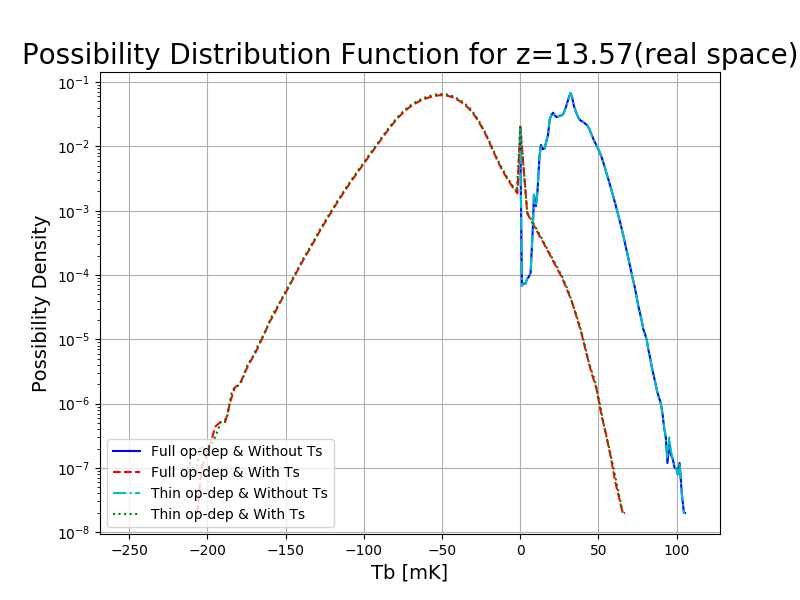 Possibility Distribution Function for z=13.57(real space)
Possibility Density
10⁻¹
10⁻²
10⁻³
10⁻⁴
10⁻⁵
10⁻⁶
10⁻⁷
10⁻⁸
Full op-dep & Without Ts
Full op-dep & With Ts
Thin op-dep & Without Ts
Thin op-dep & With Ts
−250 −200 −150 −100 −50 0 50 100
Tb [mK]